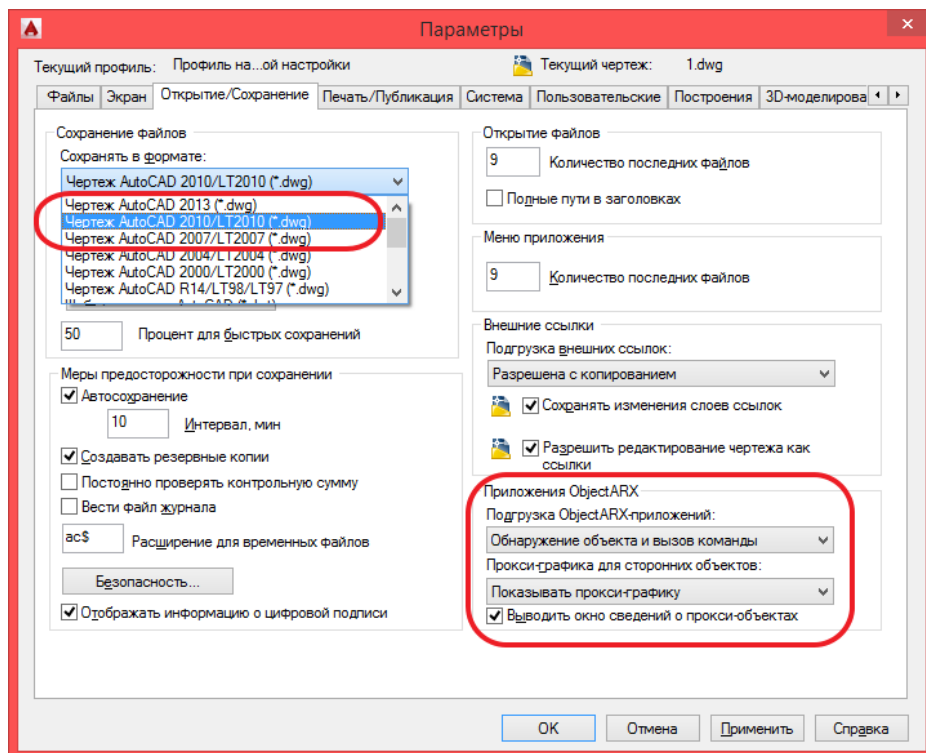 Параметры
Текущий профиль: Профиль на...ой настройки
Текущий чертеж: 1.dwg
Файлы Экран Открытие/Сохранение Печать/Публикация Система Пользовательские Построения 3D-моделирова
Сохранение файлов
Сохранять в формате:
Чертеж AutoCAD 2010/LT2010 (*.dwg)
Чертеж AutoCAD 2013 (*.dwg)
Чертеж AutoCAD 2010/LT2010 (*.dwg)
Чертеж AutoCAD 2007/LT2007 (*.dwg)
Чертеж AutoCAD 2004/LT2004 (*.dwg)
Чертеж AutoCAD 2000/LT2000 (*.dwg)
Чертеж AutoCAD R14/LT98/LT97 (*.dwg)
50 Процент для быстрых сохранений
Меры предосторожности при сохранении
Автосохранение
10 Интервал, мин
Создавать резервные копии
Постоянно проверять контрольную сумму
Вести файл журнала
ac$ Расширение для временных файлов
Безопасность...
Отображать информацию о цифровой подписи
Открытие файлов
9 Количество последних файлов
Полные пути в заголовках
Меню приложения
9 Количество последних файлов
Внешние ссылки
Подгрузка внешних ссылок:
Разрешена с копированием
Сохранять изменения слоев ссылок
Разрешить редактирование чертежа как
ссылки
Приложения ObjectARX
Подгрузка ObjectARX-приложений:
Обнаружение объекта и вызов команды
Прокси-графика для сторонних объектов:
Показывать прокси-графику
Выводить окно сведений о прокси-объектах
OK Отмена Применить Справка